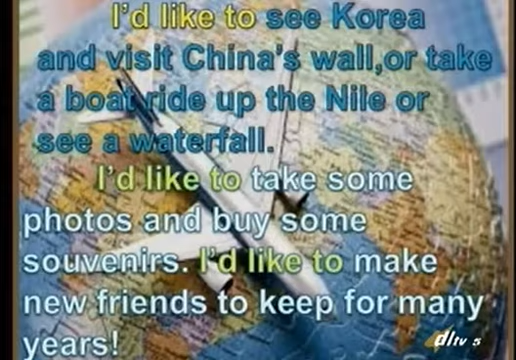 I'd like to see Korea
and visit China's wall,or take
a boat ride up the Nile or
see a waterfall.
I'd like to take some
photos and buy some
souvenirs. I'd like to make
new friends to keep for many
years!
dltv 5